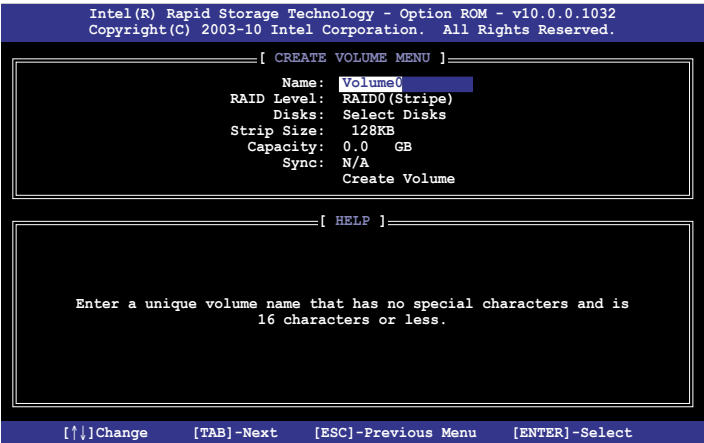 Intel(R) Rapid Storage Technology - Option ROM - v10.0.0.1032
Copyright(C) 2003-10 Intel Corporation. All Rights Reserved.
[ CREATE VOLUME MENU ]
Name: Volume0
RAID Level: RAID0(Stripe)
Disks: Select Disks
Strip Size: 128KB
Capacity: 0.0 GB
Sync: N/A
Create Volume
[ HELP ]
Enter a unique volume name that has no special characters and is
16 characters or less.
[↑↓]Change [TAB]-Next [ESC]-Previous Menu [ENTER]-Select